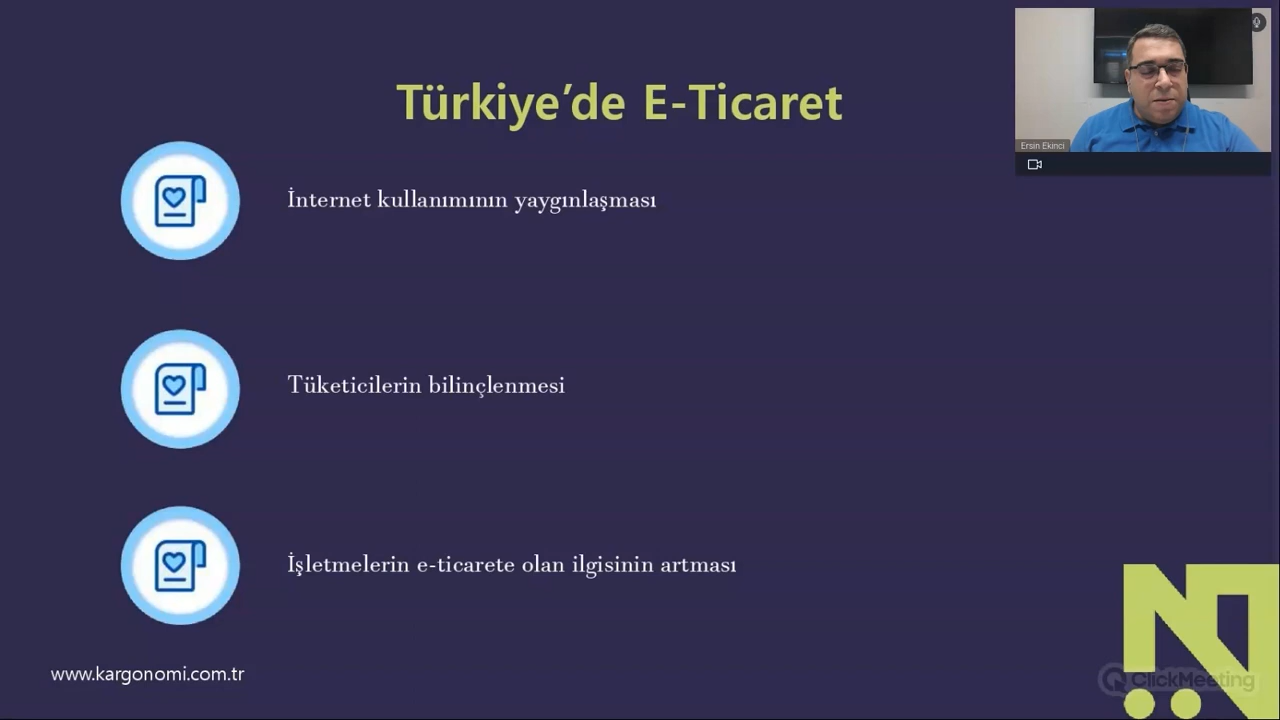 Türkiye’de E-Ticaret
Ersin Ekinci
İnternet kullanımının yaygınlaşması
Tüketicilerin bilinçlenmesi
İşletmelerin e-ticarete olan ilgisinin artması
www.kargonomi.com.tr
ClickMeeting